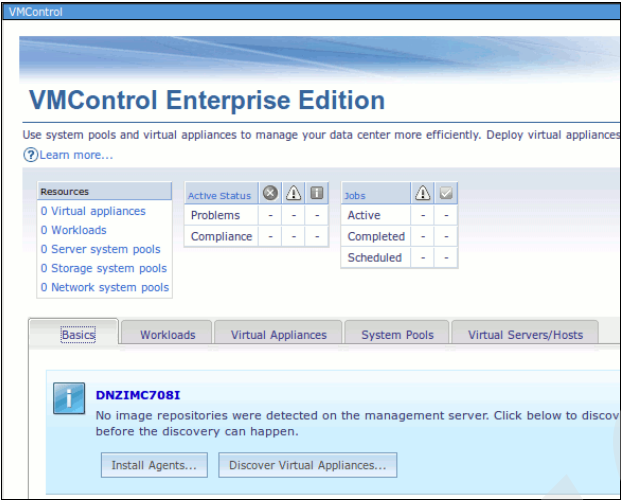 VMControl
VMControl Enterprise Edition
Use system pools and virtual appliances to manage your data center more efficiently. Deploy virtual appliances
?Learn more...
Resources
0 Virtual appliances
0 Workloads
0 Server system pools
0 Storage system pools
0 Network system pools
Active Status
Problems - - -
Compliance - - -
Jobs
Active - -
Completed - -
Scheduled - -
Basics Workloads Virtual Appliances System Pools Virtual Servers/Hosts
DNZIMC708I
No image repositories were detected on the management server. Click below to discov
before the discovery can happen.
Install Agents... Discover Virtual Appliances...